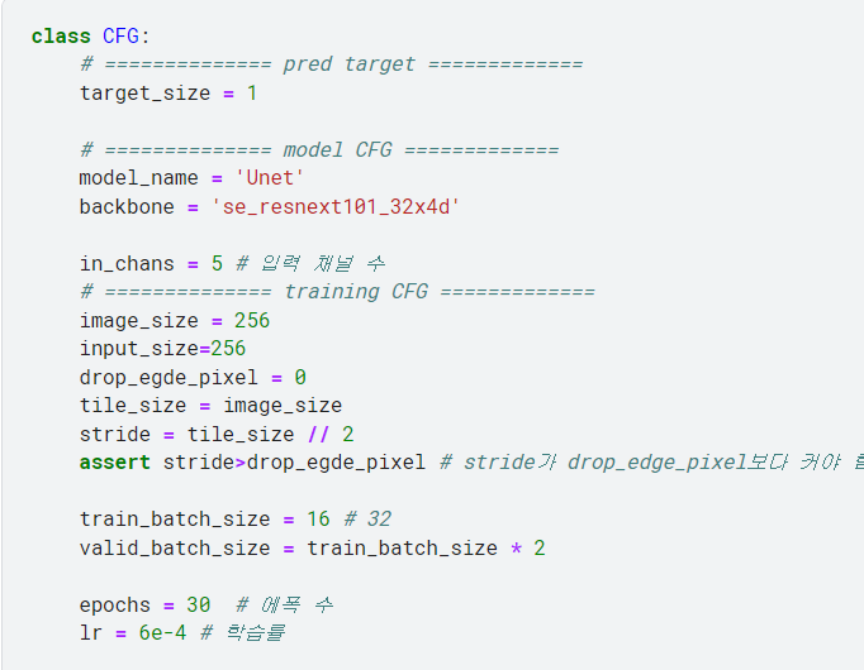 class CFG:
# ============== pred target =============
target_size = 1
# ============== model CFG =============
model_name = 'Unet'
backbone = 'se_resnext101_32x4d'
in_chans = 5 # 입력 채널 수
# ============== training CFG =============
image_size = 256
input_size=256
drop_egde_pixel = 0
tile_size = image_size
stride = tile_size // 2
assert stride>drop_egde_pixel # stride가 drop_edge_pixel보다 커야
train_batch_size = 16 # 32
valid_batch_size = train_batch_size * 2
epochs = 30 # 에폭 수
lr = 6e-4 # 학습률